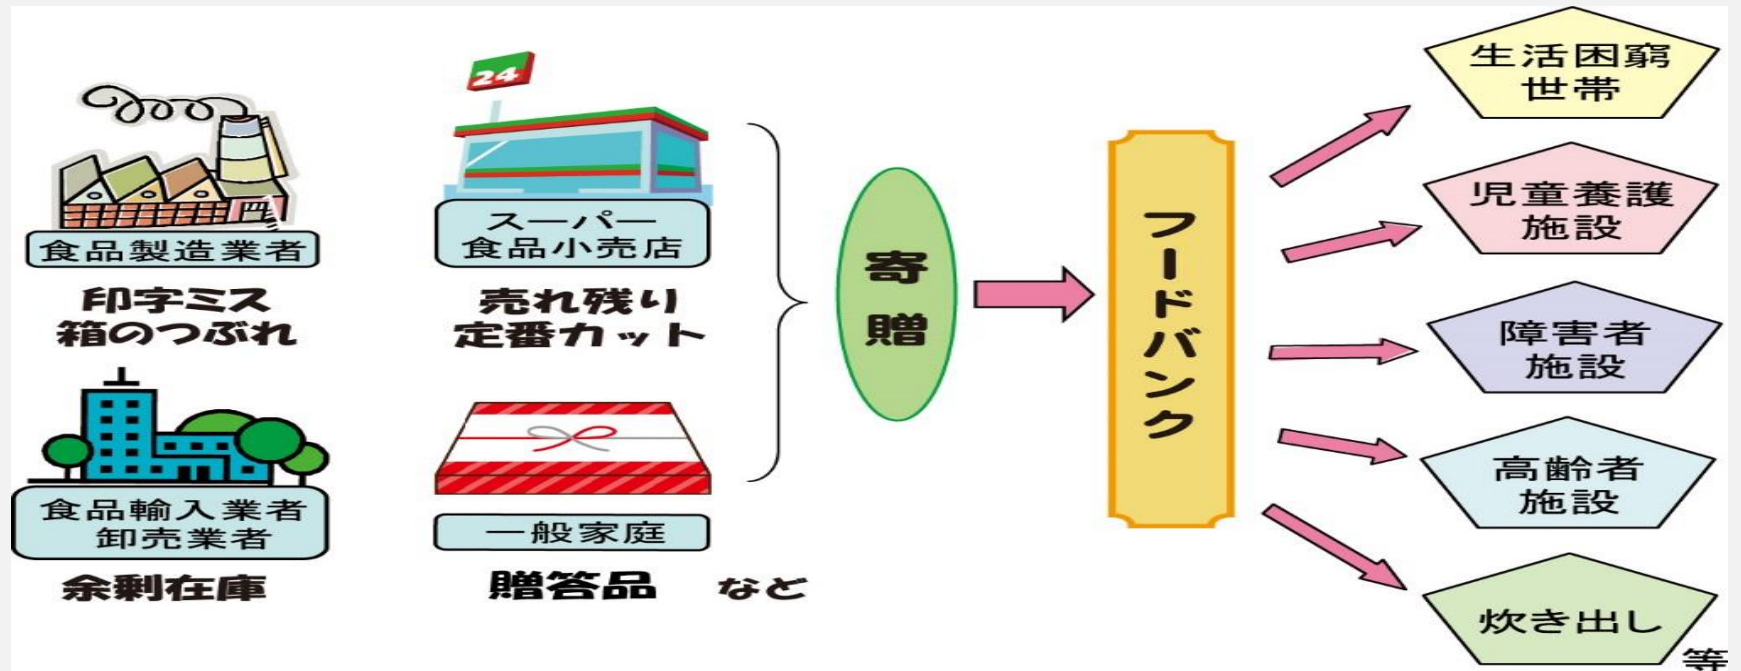 24
食品製造業者
印字ミス
箱のつぶれ
スーパー
食品小売店
売れ残り
定番カット
食品輸入業者
卸売業者
余剰在庫
一般家庭
贈答品 など
寄贈
フードバンク
生活困窮
世帯
児童養護
施設
障害者
施設
高齢者
施設
炊き出し
等